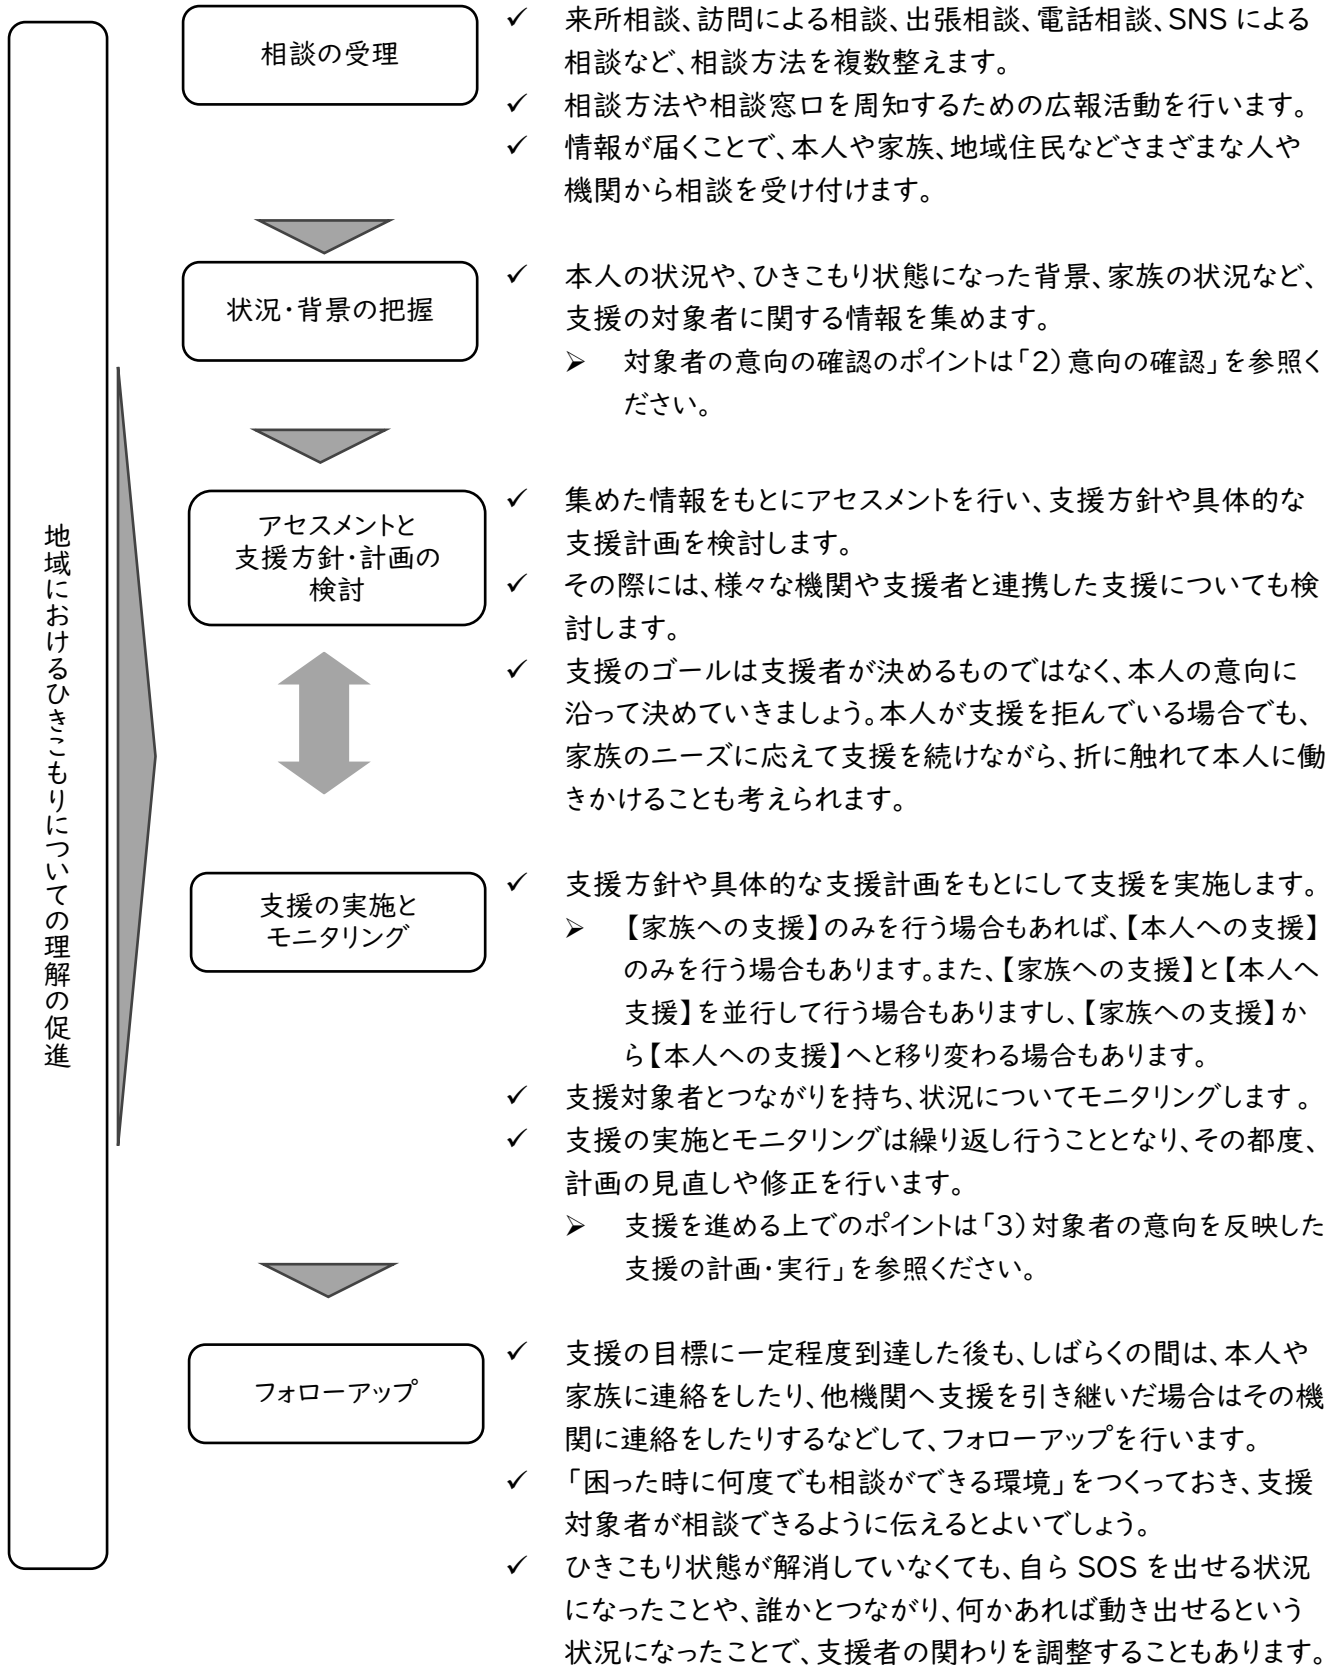 地域におけるひきこもりについての理解の促進
相談の受理
✓ 来所相談、訪問による相談、出張相談、電話相談、SNS による
相談など、相談方法を複数整えます。
✓ 相談方法や相談窓口を周知するための広報活動を行います。
✓ 情報が届くことで、本人や家族、地域住民などさまざまな人や
機関から相談を受け付けます。
状況・背景の把握
✓ 本人の状況や、ひきこもり状態になった背景、家族の状況など、
支援の対象者に関する情報を集めます。
➢ 対象者の意向の確認のポイントは「2）意向の確認」を参照く
ださい。
アセスメントと
支援方針・計画の
検討
✓ 集めた情報をもとにアセスメントを行い、支援方針や具体的な
支援計画を検討します。
✓ その際には、様々な機関や支援者と連携した支援についても検
討します。
✓ 支援のゴールは支援者が決めるものではなく、本人の意向に
沿って決めていきましょう。本人が支援を拒んでいる場合でも、
家族のニーズに応えて支援を続けながら、折に触れて本人に働
きかけることも考えられます。
支援の実施と
モニタリング
✓ 支援方針や具体的な支援計画をもとにして支援を実施します。
➢ 【家族への支援】のみを行う場合もあれば、【本人への支援】
のみを行う場合もあります。また、【家族への支援】と【本人へ
支援】を並行して行う場合もありますし、【家族への支援】か
ら【本人への支援】へと移り変わる場合もあります。
✓ 支援対象者とつながりを持ち、状況についてモニタリングします。
✓ 支援の実施とモニタリングは繰り返し行うこととなり、その都度、
計画の見直しや修正を行います。
➢ 支援を進める上でのポイントは「3）対象者の意向を反映した
支援の計画・実行」を参照ください。
フォローアップ
✓ 支援の目標に一定程度到達した後も、しばらくの間は、本人や
家族に連絡をしたり、他機関へ支援を引き継いだ場合はその機
関に連絡をしたりするなどして、フォローアップを行います。
✓ 「困った時に何度でも相談ができる環境」をつくっておき、支援
対象者が相談できるように伝えるとよいでしょう。
✓ ひきこもり状態が解消していなくても、自ら SOS を出せる状況
になったことや、誰かとつながり、何かあれば動き出せるという
状況になったことで、支援者の関わりを調整することもあります。